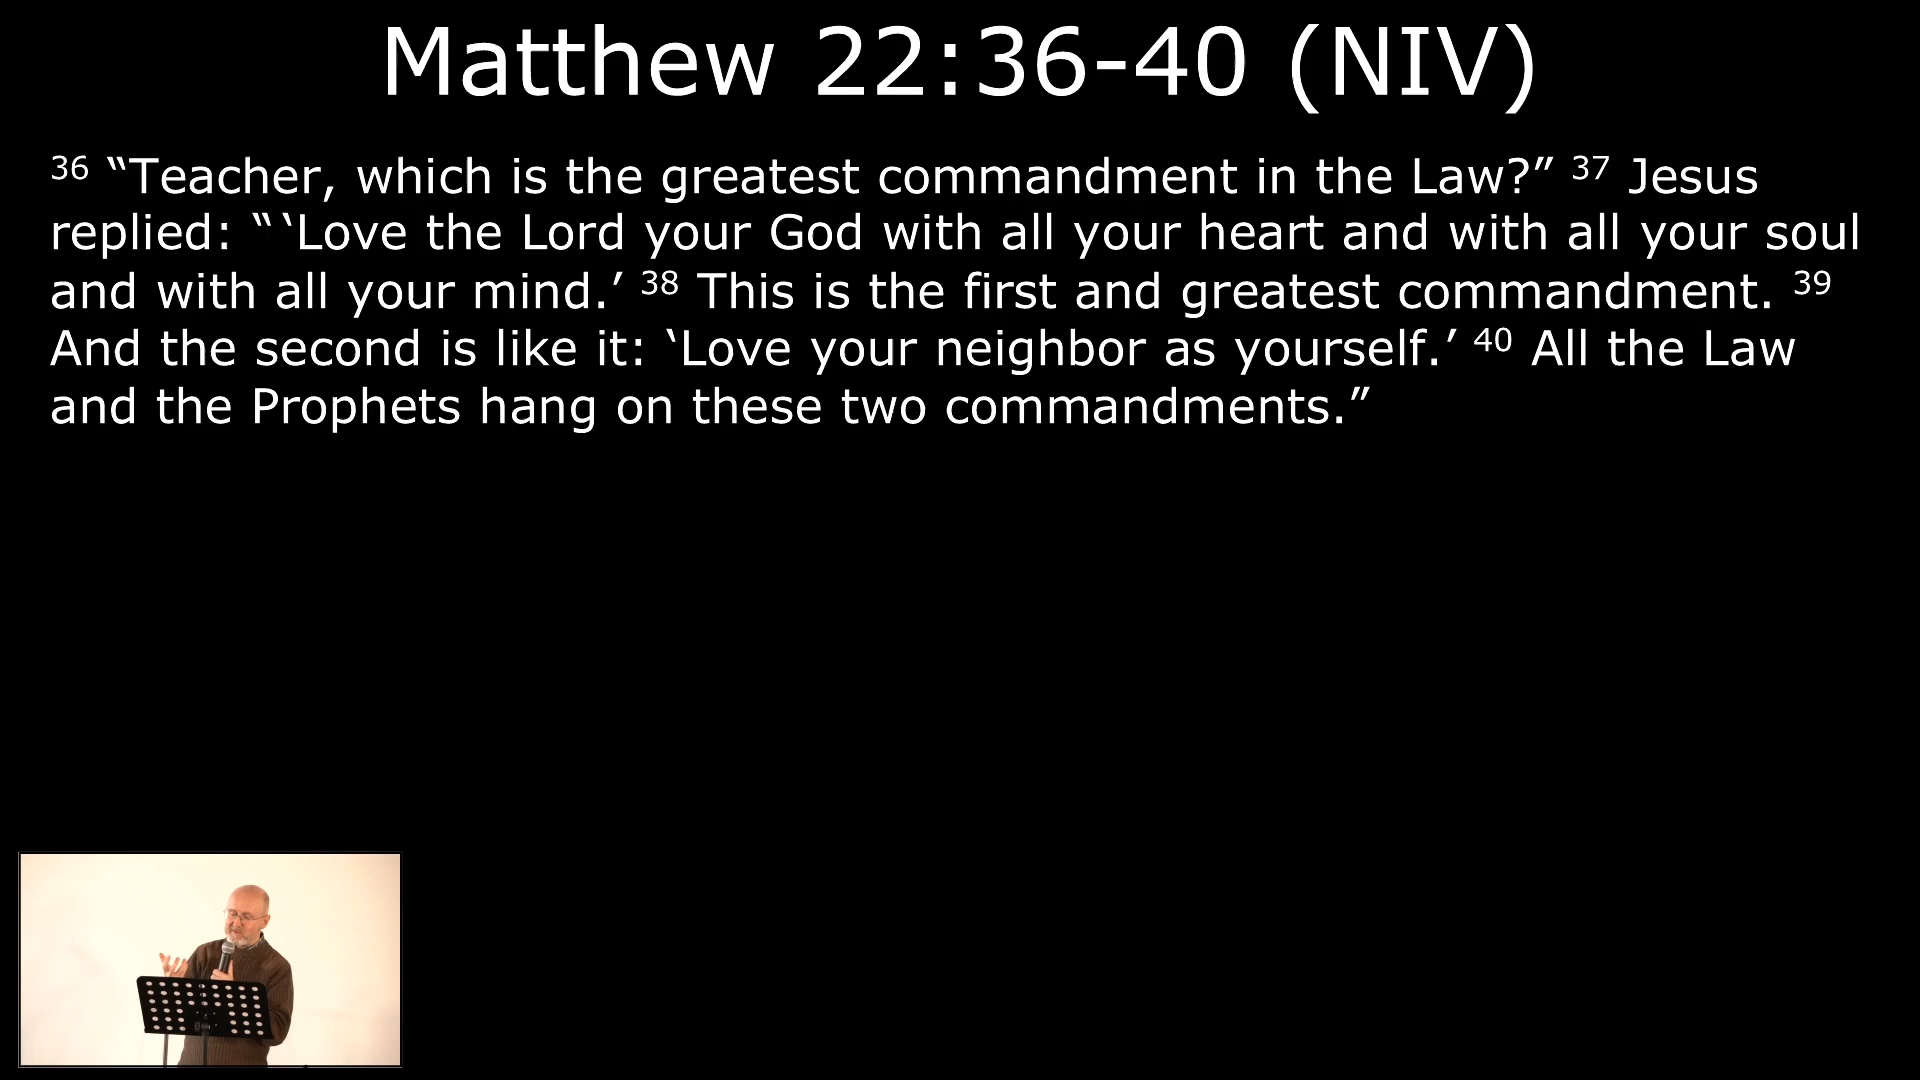 Matthew 22:36-40 (NIV)
36 “Teacher, which is the greatest commandment in the Law?” 37 Jesus
replied: “ ‘Love the Lord your God with all your heart and with all your soul
and with all your mind.’ 38 This is the first and greatest commandment. 39
And the second is like it: ‘Love your neighbor as yourself.’ 40 All the Law
and the Prophets hang on these two commandments.”